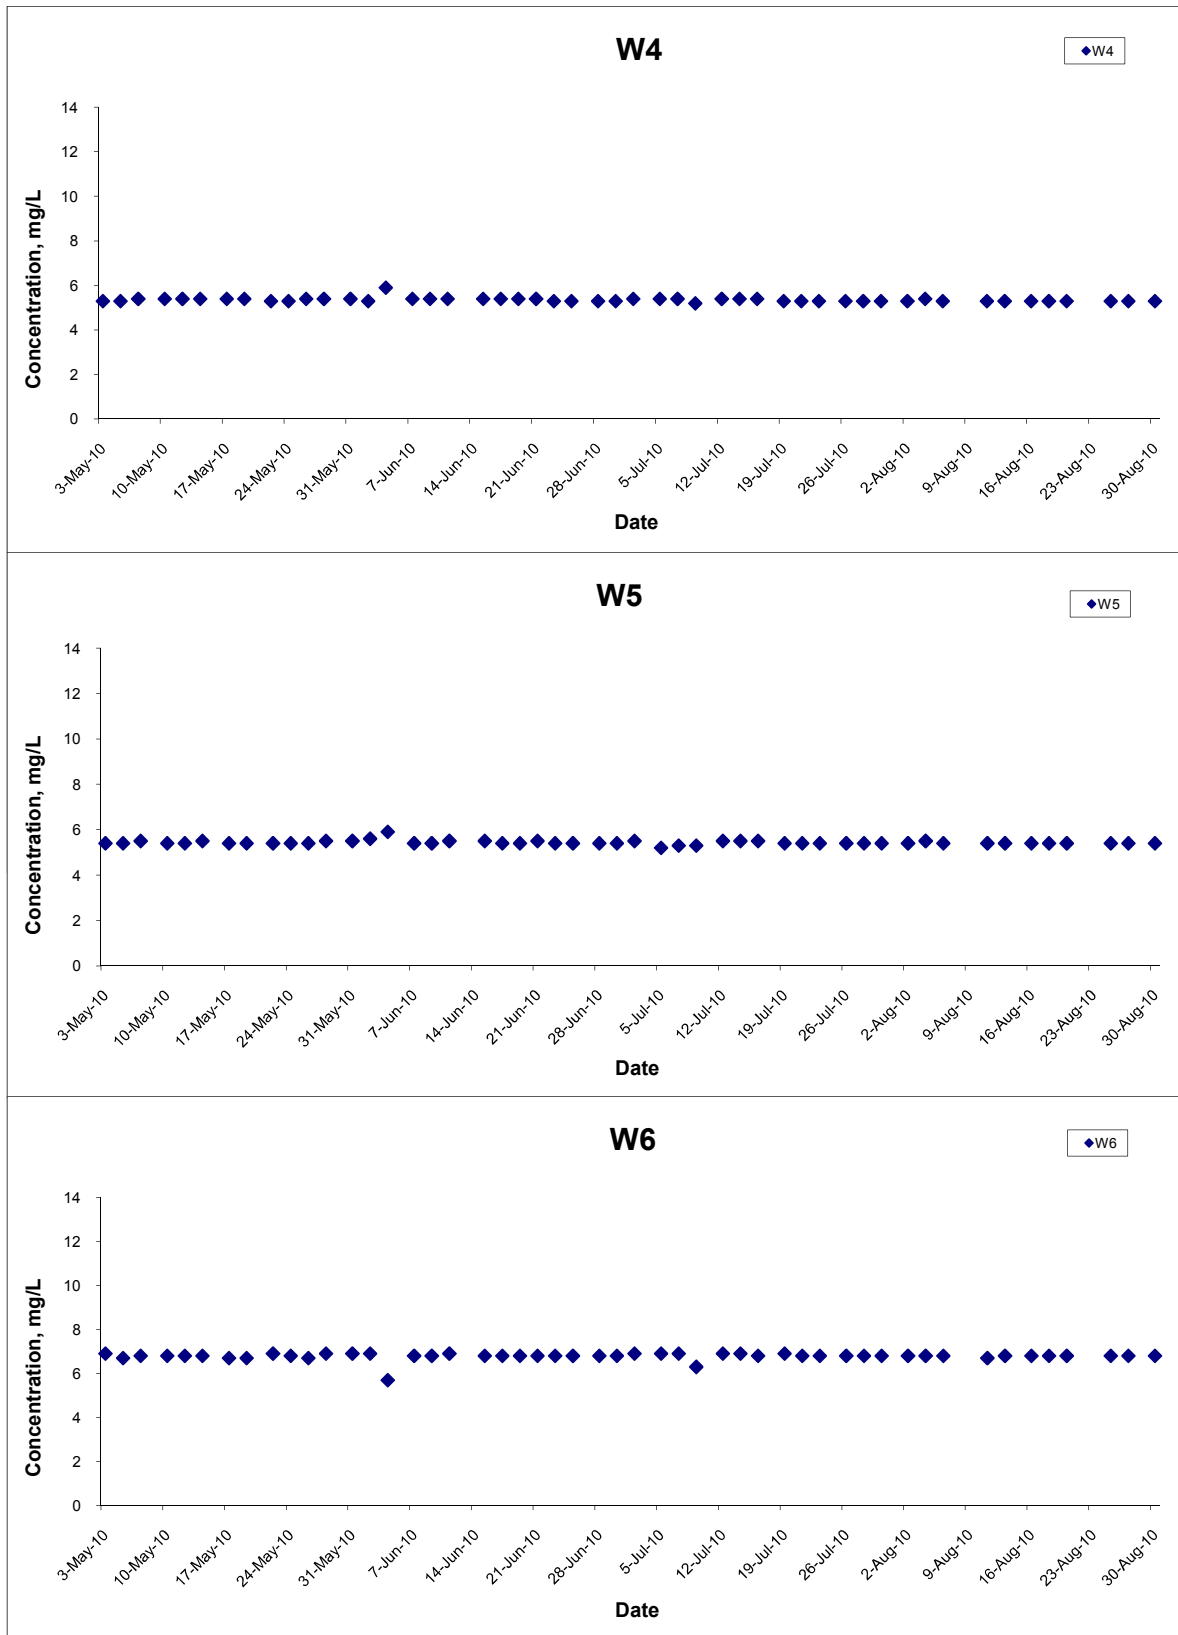 W4
W4
14
12
10
8
6
4
2
0
Concentration, mg/L
3-May-10 10-May-10 17-May-10 24-May-10 31-May-10 7-Jun-10 14-Jun-10 21-Jun-10 28-Jun-10 5-Jul-10 12-Jul-10 19-Jul-10 26-Jul-10 2-Aug-10 9-Aug-10 16-Aug-10 23-Aug-10 30-Aug-10
Date
W5
W5
14
12
10
8
6
4
2
0
Concentration, mg/L
3-May-10 10-May-10 17-May-10 24-May-10 31-May-10 7-Jun-10 14-Jun-10 21-Jun-10 28-Jun-10 5-Jul-10 12-Jul-10 19-Jul-10 26-Jul-10 2-Aug-10 9-Aug-10 16-Aug-10 23-Aug-10 30-Aug-10
Date
W6
W6
14
12
10
8
6
4
2
0
Concentration, mg/L
3-May-10 10-May-10 17-May-10 24-May-10 31-May-10 7-Jun-10 14-Jun-10 21-Jun-10 28-Jun-10 5-Jul-10 12-Jul-10 19-Jul-10 26-Jul-10 2-Aug-10 9-Aug-10 16-Aug-10 23-Aug-10 30-Aug-10
Date